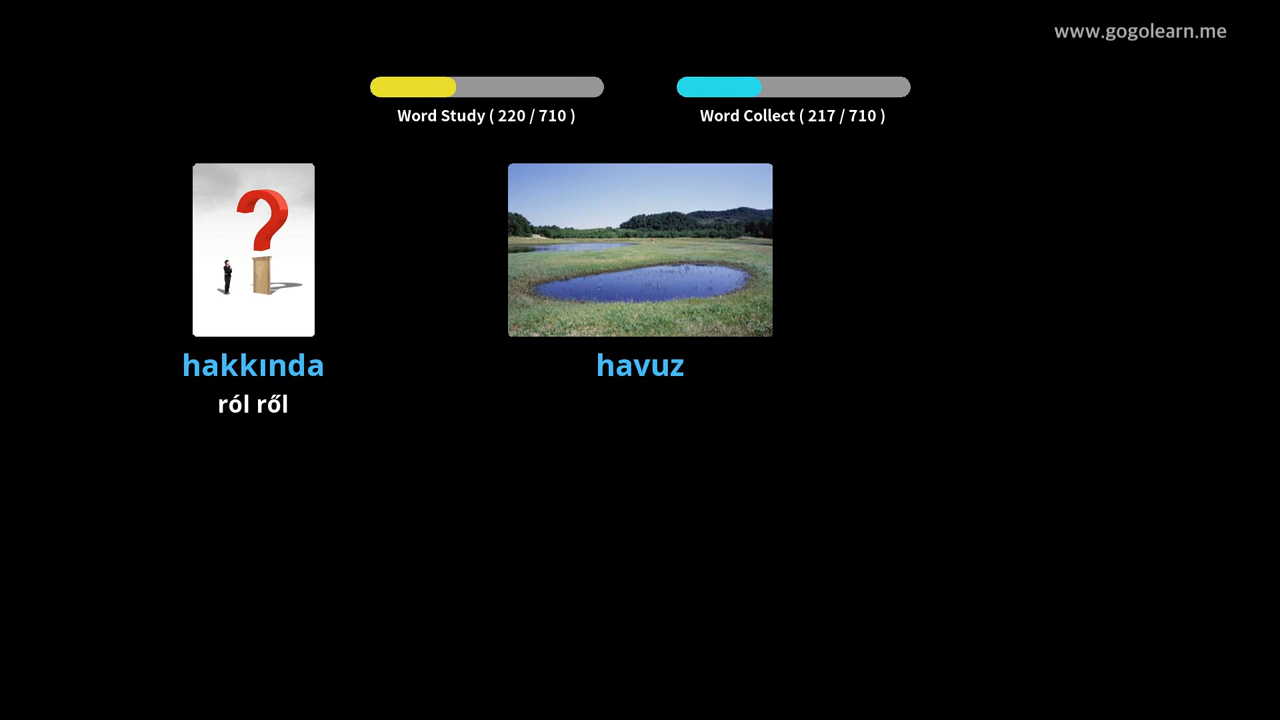 www.gogolearn.me
Word Study ( 220 / 710 )
Word Collect ( 217 / 710 )
hakkında
ról ről
havuz